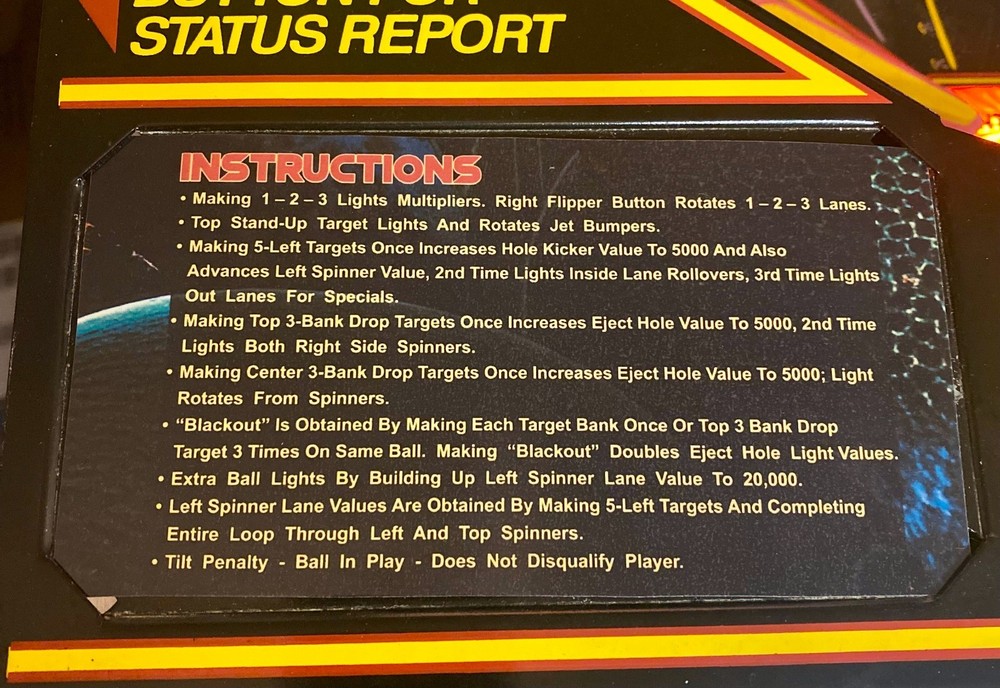 BUTTON FOR
STATUS REPORT
INSTRUCTIONS
• Making 1 – 2 – 3 Lights Multipliers. Right Flipper Button Rotates 1 – 2 – 3 Lanes.
• Top Stand-Up Target Lights And Rotates Jet Bumpers.
• Making 5-Left Targets Once Increases Hole Kicker Value To 5000 And Also
Advances Left Spinner Value, 2nd Time Lights Inside Lane Rollovers, 3rd Time Lights
Out Lanes For Specials.
• Making Top 3-Bank Drop Targets Once Increases Eject Hole Value To 5000, 2nd Time
Lights Both Right Side Spinners.
• Making Center 3-Bank Drop Targets Once Increases Eject Hole Value To 5000; Light
Rotates From Spinners.
• “Blackout” Is Obtained By Making Each Target Bank Once Or Top 3 Bank Drop
Target 3 Times On Same Ball. Making “Blackout” Doubles Eject Hole Light Values.
• Extra Ball Lights By Building Up Left Spinner Lane Value To 20,000.
• Left Spinner Lane Values Are Obtained By Making 5-Left Targets And Completing
Entire Loop Through Left And Top Spinners.
• Tilt Penalty - Ball In Play - Does Not Disqualify Player.